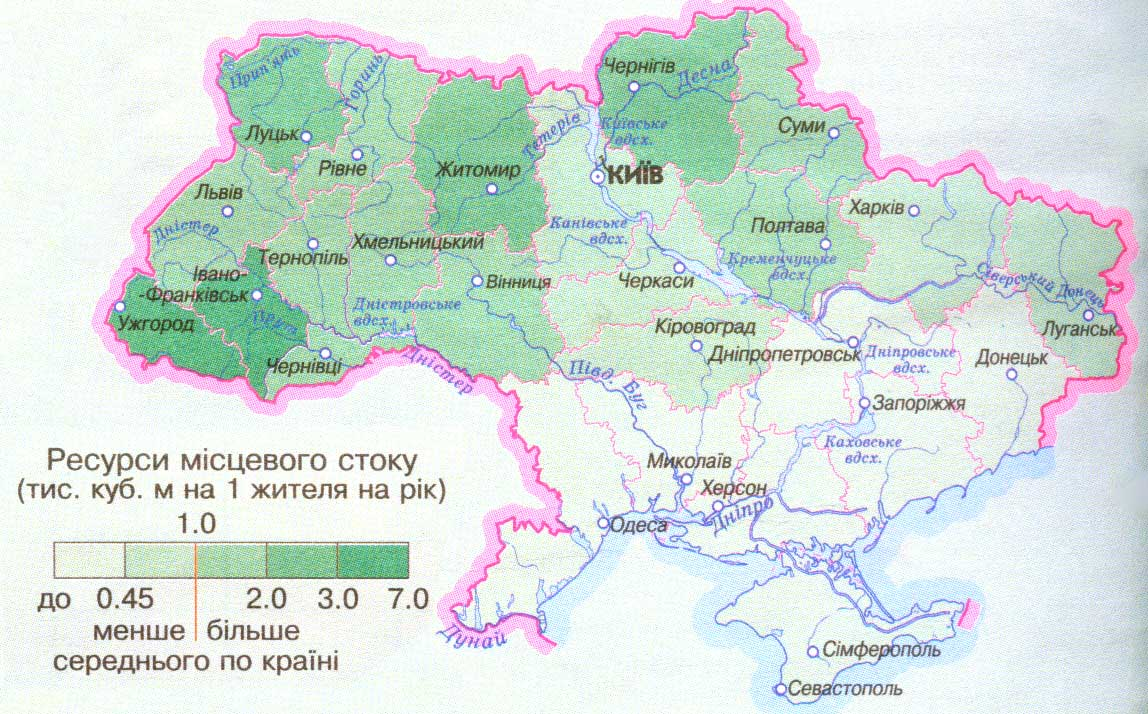 Прип'ять
Горинь
Чернігів
Десна
Луцьк
Рівне
Житомир
Тетерів
Київське
вдсх.
Суми
КИЇВ
Львів
Дністер
Тернопіль
Хмельницький
Канівське
вдсх.
Полтава
Харків
Івано-
-Франківськ
Вінниця
Черкаси
Кременчуцьке
вдсх.
Сіверський Донець
Ужгород
Прут
Дністровське
вдсх.
Кіровоград
Дніпропетровськ
Луганськ
Чернівці
Дністер
Півд. Буг
Дніпровське
вдсх.
Донецьк
Запоріжжя
Каховське
вдсх.
Миколаїв
Херсон
Дніпро
Одеса
Дунай
Сімферополь
Севастополь
Ресурси місцевого стоку
(тис. куб. м на 1 жителя на рік)
1.0
до 0.45 2.0 3.0 7.0
менше більше
середнього по країні